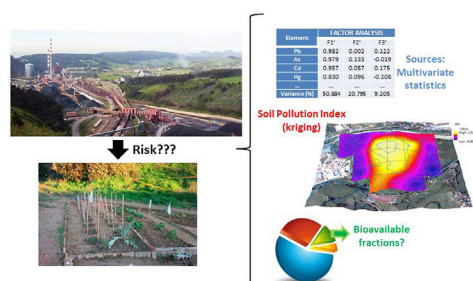 Risk???
Element FACTOR ANALYSIS
F1' F2' F3'
Pb 0.982 0.002 0.122
As 0.979 0.133 -0.019
Cd 0.957 0.057 0.175
Hg 0.830 0.096 -0.208
... ... ... ...
Variance (%) 50.884 20.795 9.205
Sources:
Multivariate
statistics
Soil Pollution Index
(kriging)
Bioavailable
fractions?